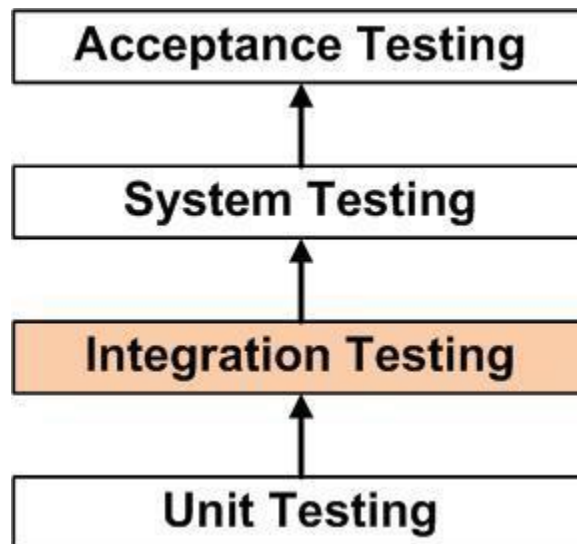 Acceptance Testing
System Testing
Integration Testing
Unit Testing